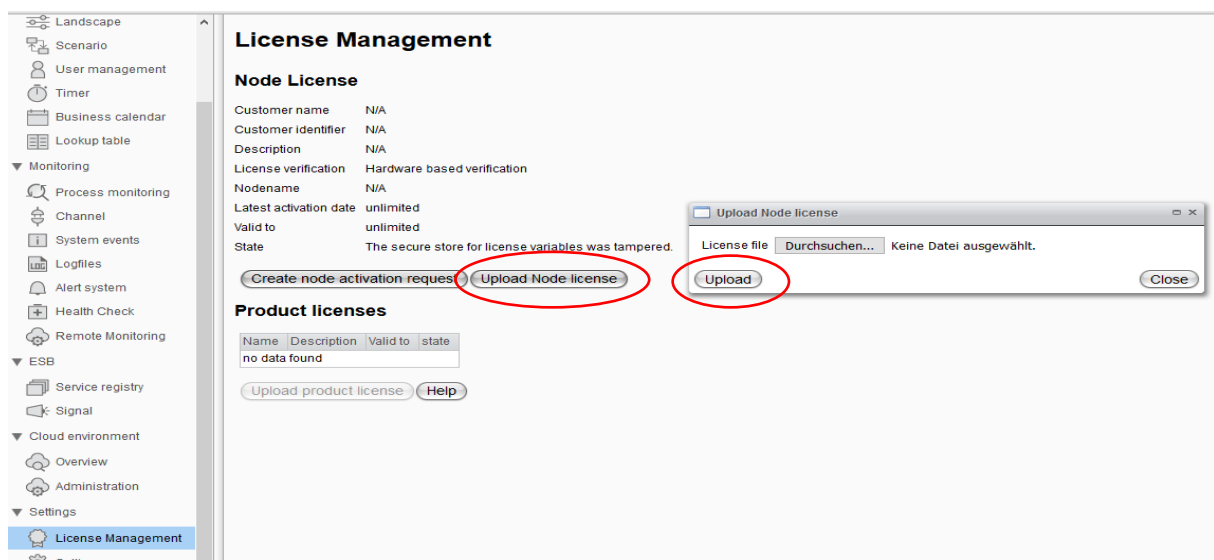 Landscape
Scenario
User management
Timer
Business calendar
Lookup table
Monitoring
Process monitoring
Channel
System events
Logfiles
Alert system
Health Check
Remote Monitoring
ESB
Service registry
Signal
Cloud environment
Overview
Administration
Settings
License Management
License Management
Node License
Customer name N/A
Customer identifier N/A
Description N/A
License verification Hardware based verification
Nodename N/A
Latest activation date unlimited
Valid to unlimited
State The secure store for license variables was tampered.
Create node activation request Upload Node license
Product licenses
Name Description Valid to state
no data found
Upload product license Help
Upload Node license
License file Durchsuchen... Keine Datei ausgewählt.
Upload Close